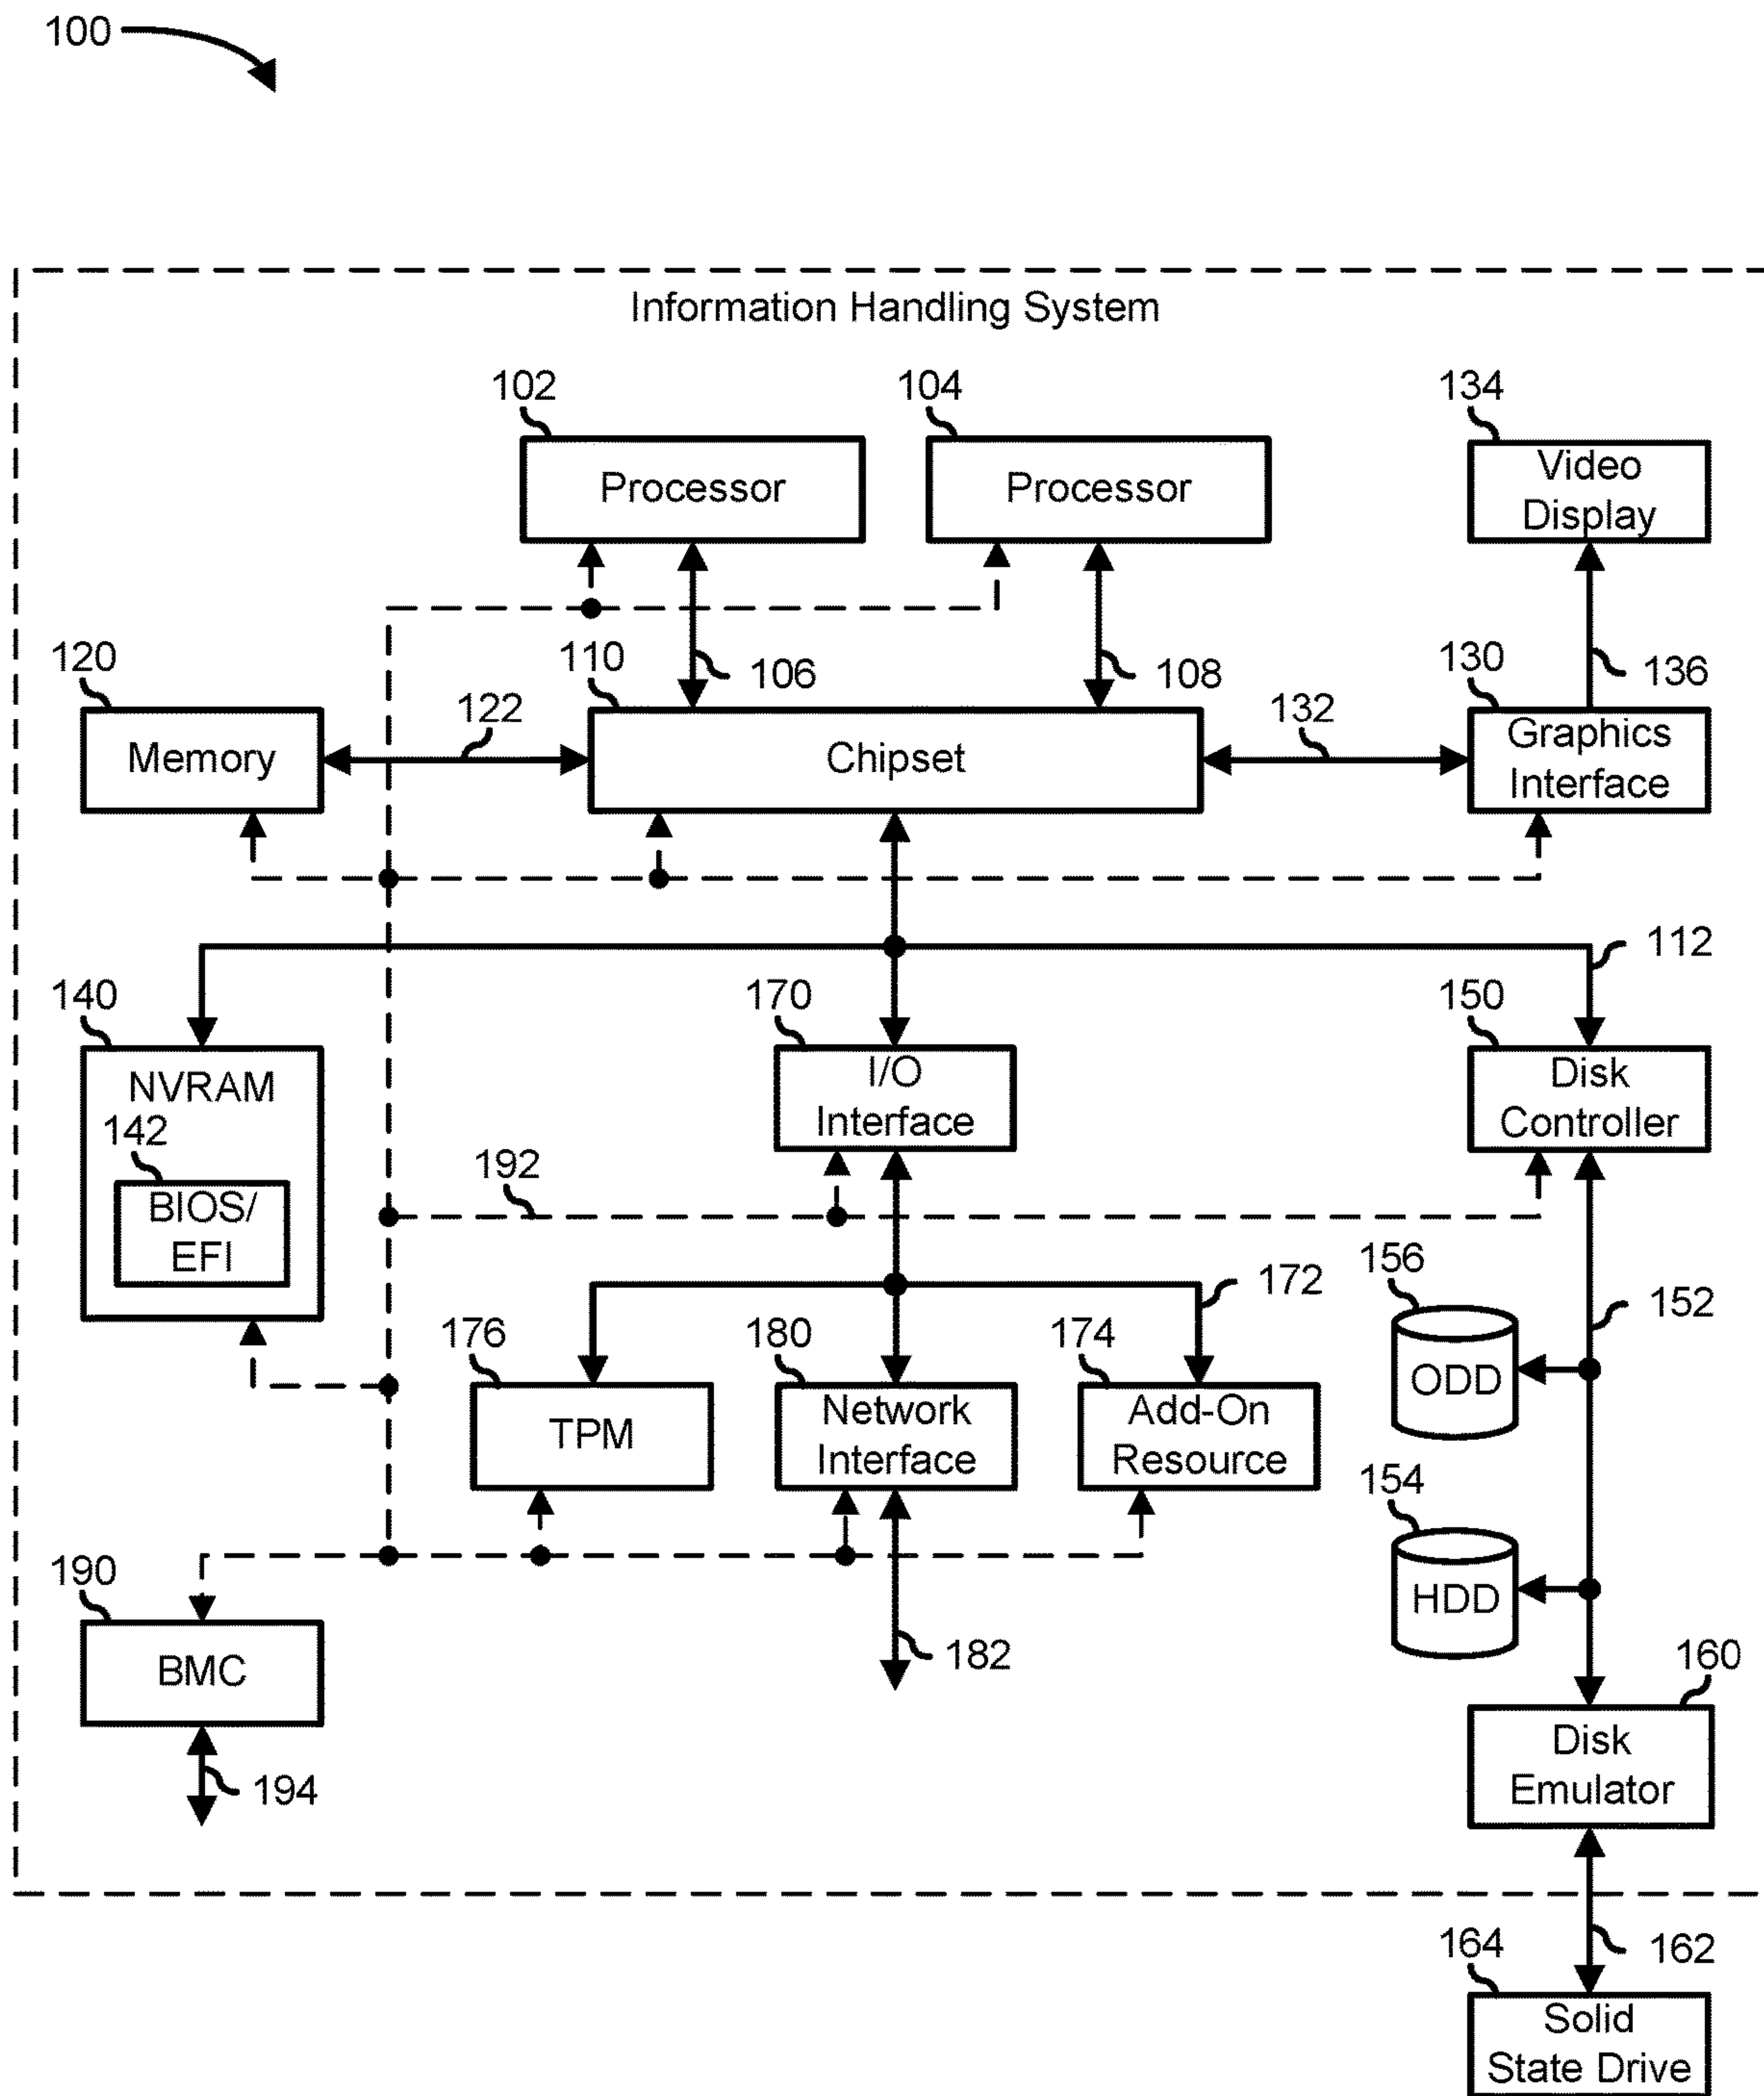 100
Information Handling System
102
104
134
Processor
Processor
Video
Display
120
110
106
108
130
136
122
132
Memory
Chipset
Graphics
Interface
112
140
170
150
NVRAM
I/O
Interface
Disk
Controller
142
BIOS/
EFI
192
156
172
152
176
180
174
ODD
TPM
Network
Interface
Add-On
Resource
154
190
HDD
BMC
182
160
194
Disk
Emulator
164
162
Solid
State Drive